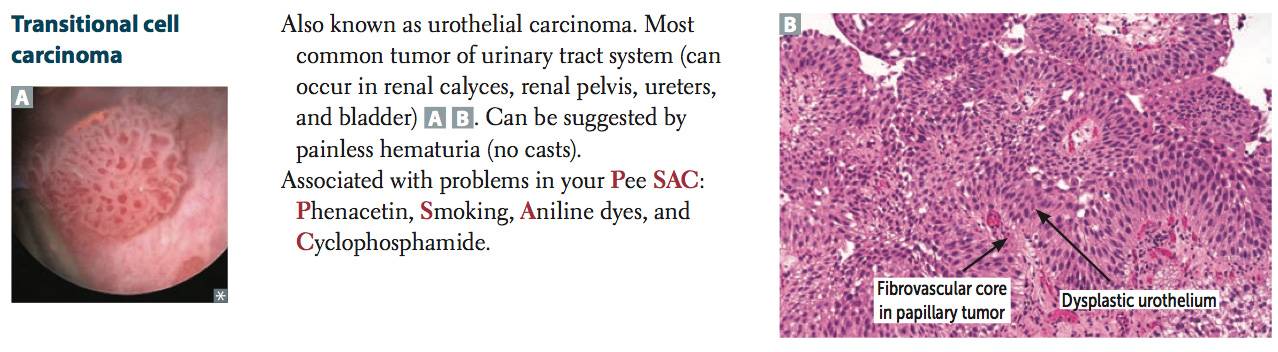 Transitional cell
carcinoma
A
*
Also known as urothelial carcinoma. Most
common tumor of urinary tract system (can
occur in renal calyces, renal pelvis, ureters,
and bladder) A B. Can be suggested by
painless hematuria (no casts).
Associated with problems in your Pee SAC:
Phenacetin, Smoking, Aniline dyes, and
Cyclophosphamide.
B
Fibrovascular core
in papillary tumor
Dysplastic urothelium